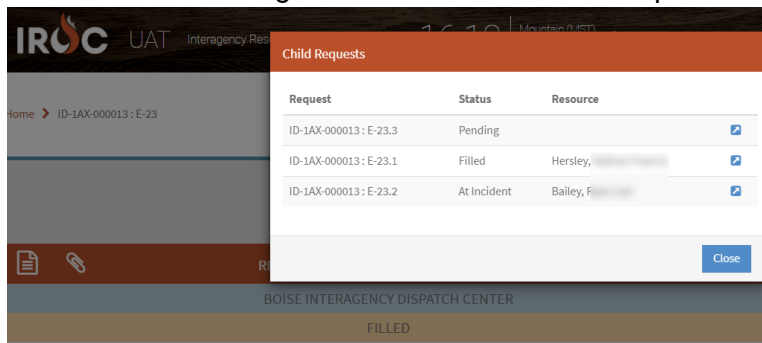 IROC UAT Interagency Res
16:10 Mountain (MST)
Child Requests
Request Status Resource
Home > ID-1AX-000013 : E-23
ID-1AX-000013 : E-23.3 Pending
ID-1AX-000013 : E-23.1 Filled Hersley,
ID-1AX-000013 : E-23.2 At Incident Bailey,
Close
BOISE INTERAGENCY DISPATCH CENTER
FILLED